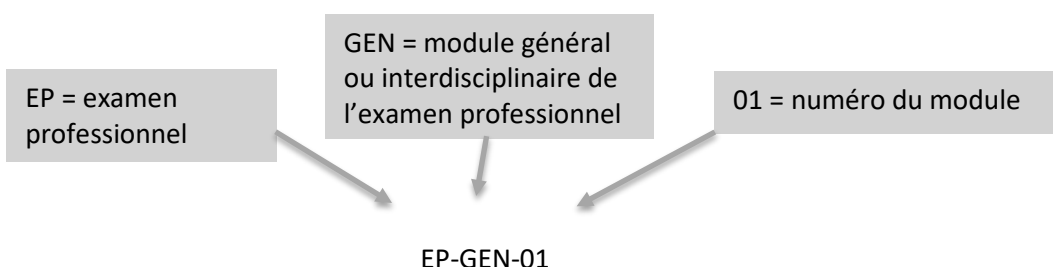 EP = examen
professionnel
GEN = module général
ou interdisciplinaire de
l’examen professionnel
01 = numéro du module
EP-GEN-01